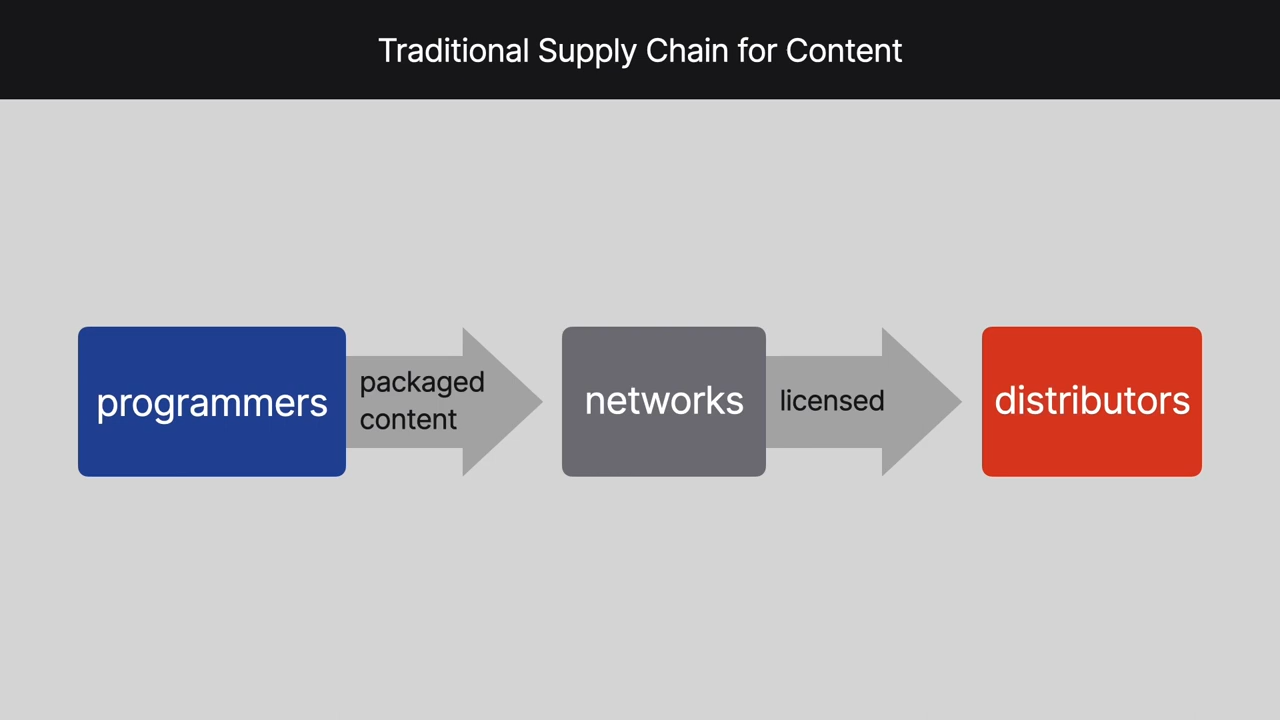 Traditional Supply Chain for Content
programmers
packaged
content
networks
licensed
distributors